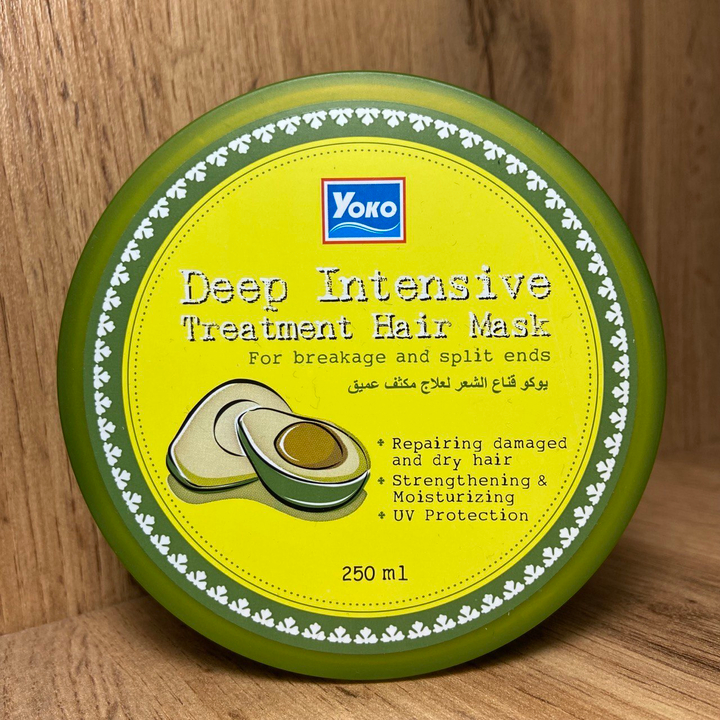 YOKO
Deep Intensive
Treatment Hair Mask
For breakage and split ends
يوكو قناع الشعر لعلاج مكثف عميق
Repairing damaged
and dry hair
Strengthening &
Moisturizing
UV Protection
250 ml